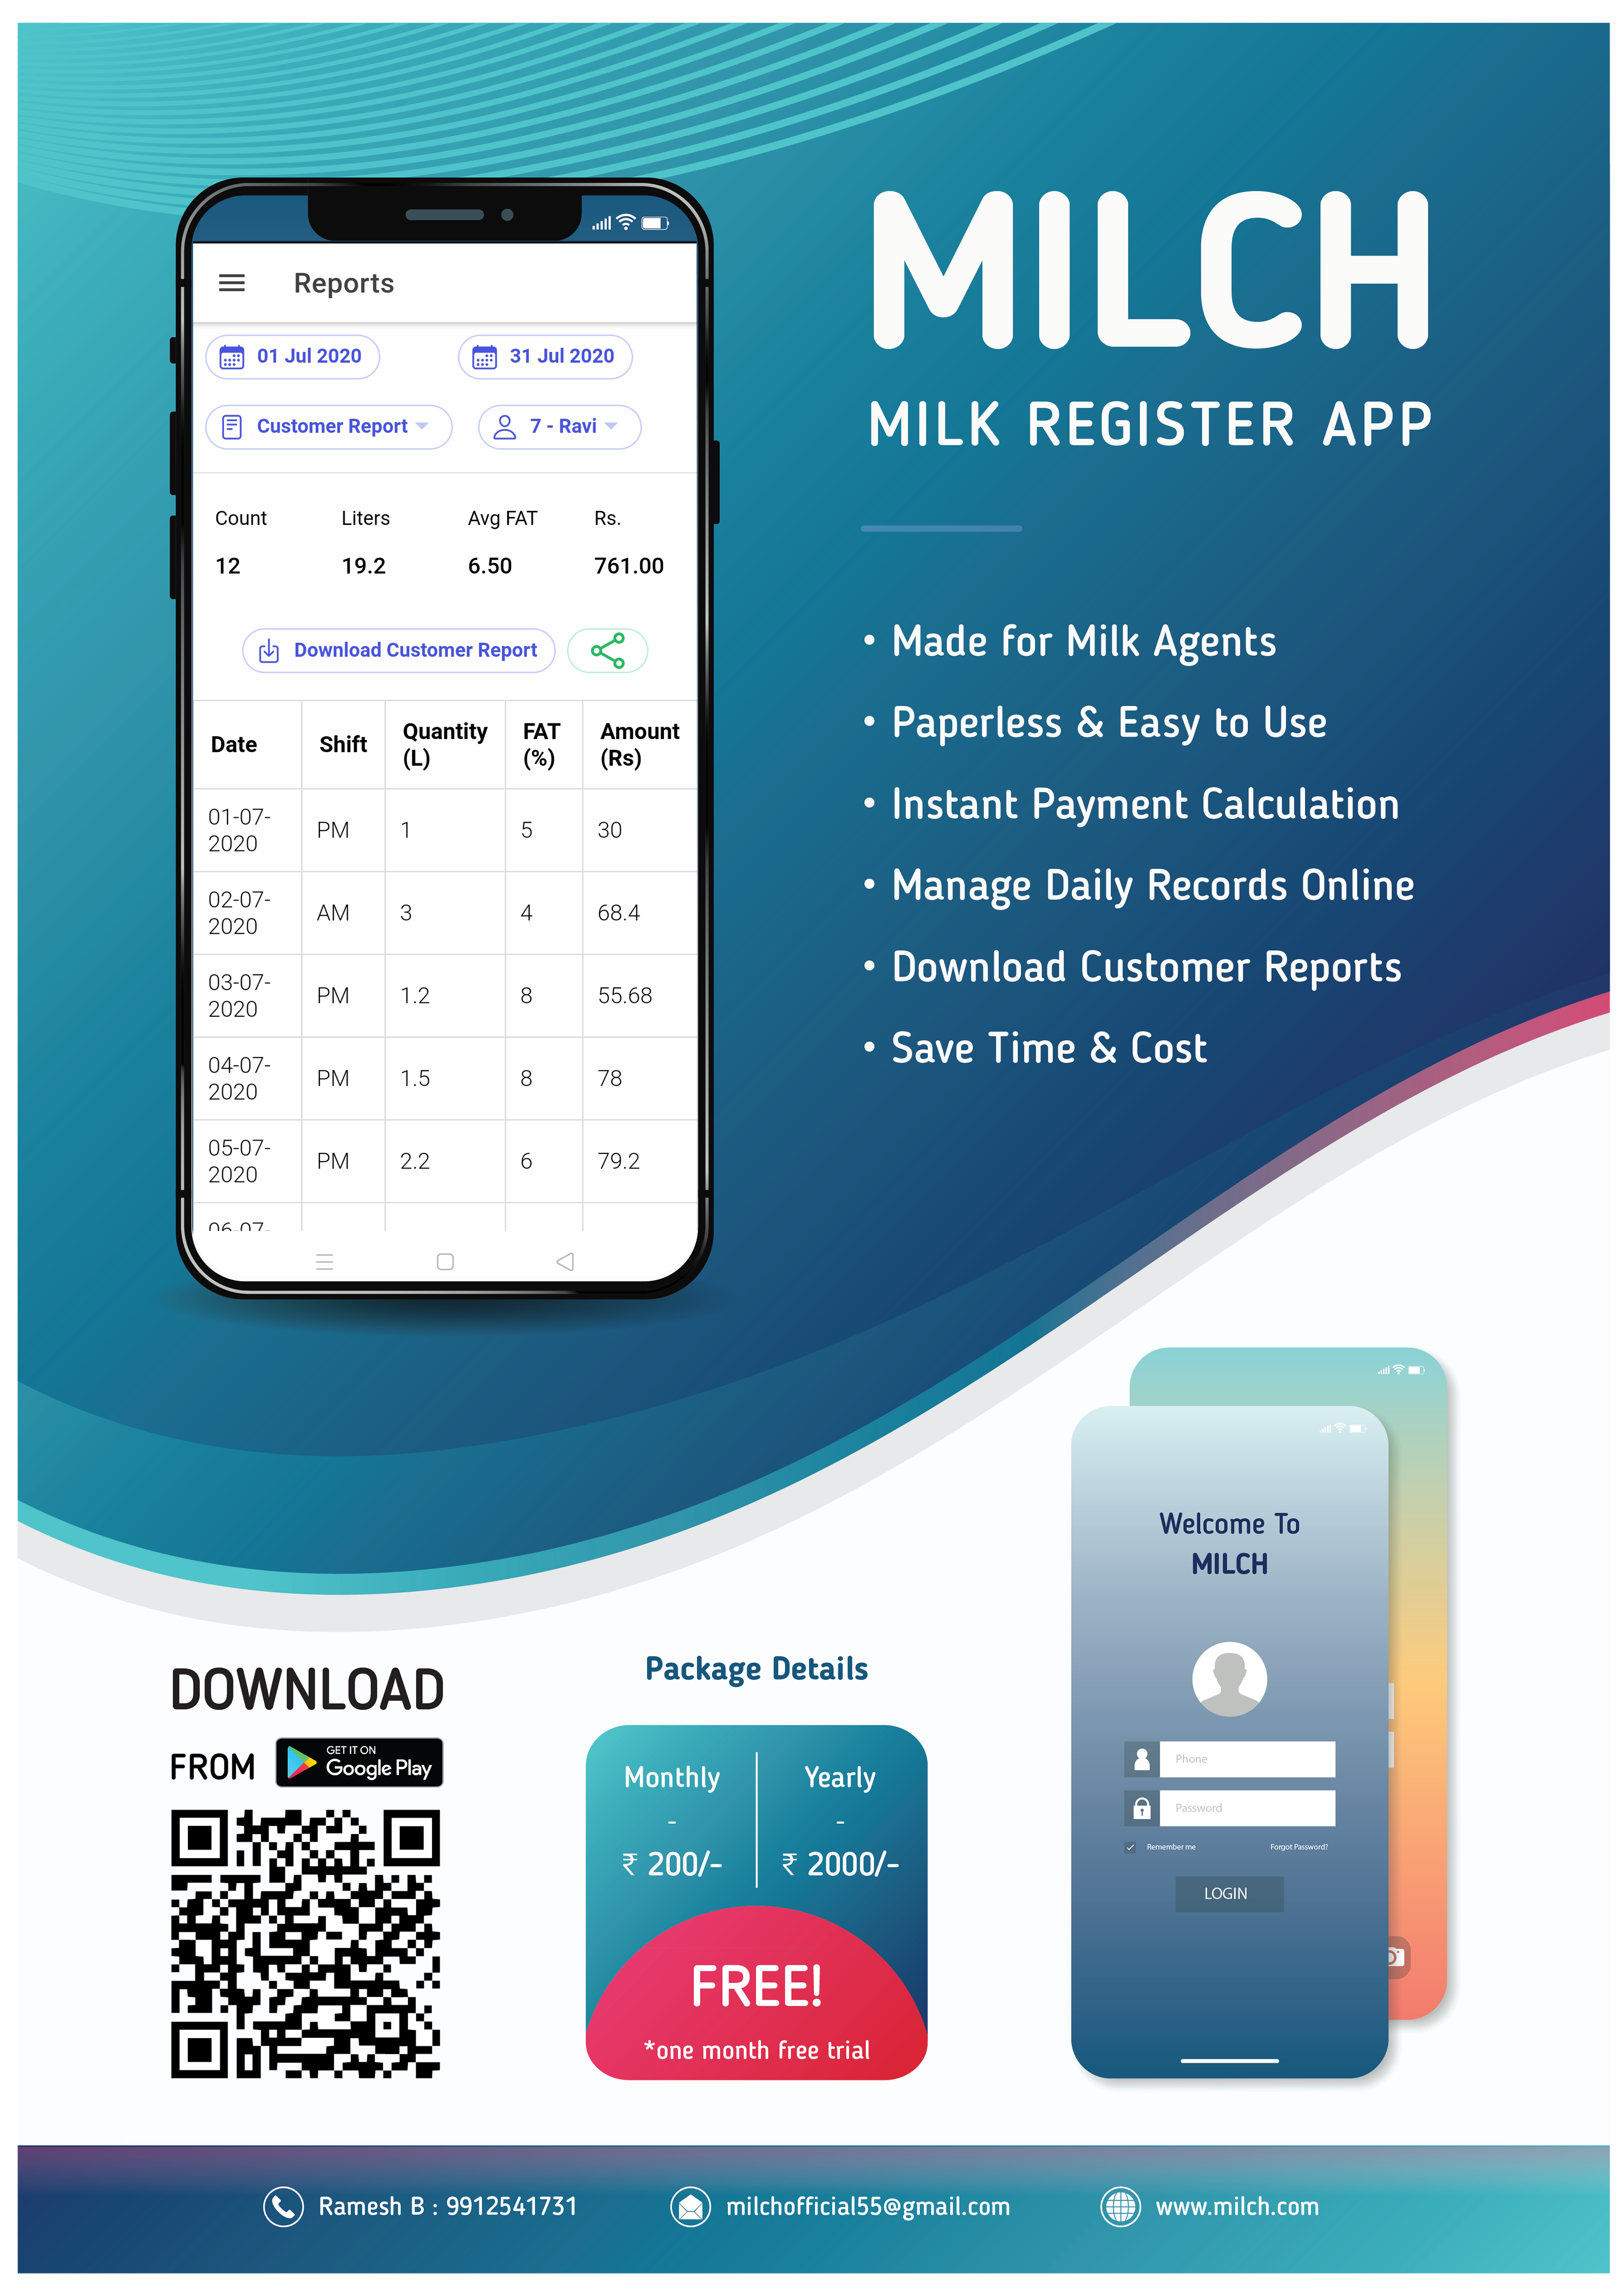 MILCH
MILK REGISTER APP
• Made for Milk Agents
• Paperless & Easy to Use
• Instant Payment Calculation
• Manage Daily Records Online
• Download Customer Reports
• Save Time & Cost
Reports
01 Jul 2020 31 Jul 2020
Customer Report 7 - Ravi
Count Liters Avg FAT Rs.
12 19.2 6.50 761.00
Download Customer Report
Date Shift Quantity (L) FAT (%) Amount (Rs)
01-07-2020 PM 1 5 30
02-07-2020 AM 3 4 68.4
03-07-2020 PM 1.2 8 55.68
04-07-2020 PM 1.5 8 78
05-07-2020 PM 2.2 6 79.2
06-07-
DOWNLOAD
FROM GET IT ON Google Play
Package Details
Monthly Yearly
- -
₹ 200/- ₹ 2000/-
FREE!
*one month free trial
Welcome To
MILCH
Phone
Password
Remember me Forgot Password?
LOGIN
Ramesh B : 9912541731 milchofficial55@gmail.com www.milch.com